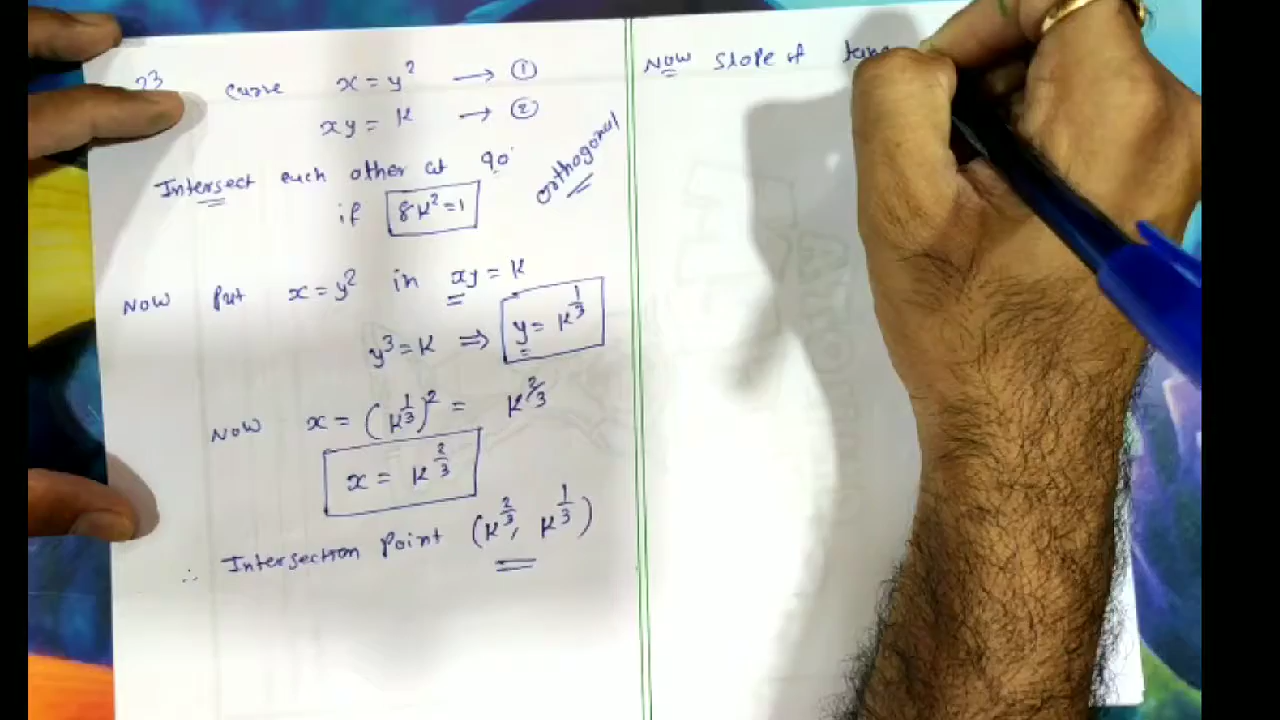 23 curve x = y² → ①
xy = k → ②
Intersect each other at 90°
if 8k² = 1
orthogonal
Now put x = y² in xy = k
y³ = k ⇒ y = k^{1/3}
Now x = (k^{1/3})² = k^{2/3}
x = k^{2/3}
∴ Intersection point (k^{2/3}, k^{1/3})
Now slope of